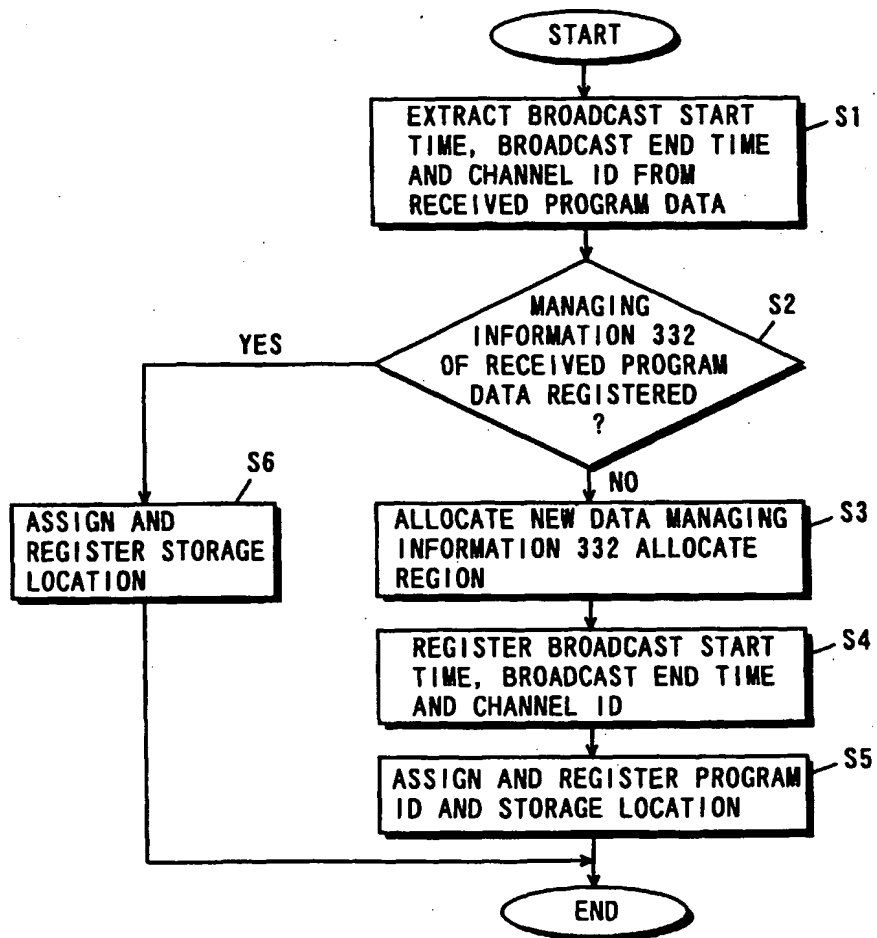 START
EXTRACT BROADCAST START
TIME, BROADCAST END TIME
AND CHANNEL ID FROM
RECEIVED PROGRAM DATA
S1
MANAGING
INFORMATION 332
OF RECEIVED PROGRAM
DATA REGISTERED
?
S2
YES
NO
S6
ASSIGN AND
REGISTER STORAGE
LOCATION
ALLOCATE NEW DATA MANAGING
INFORMATION 332 ALLOCATE
REGION
S3
REGISTER BROADCAST START
TIME, BROADCAST END TIME
AND CHANNEL ID
S4
ASSIGN AND REGISTER PROGRAM
ID AND STORAGE LOCATION
S5
END